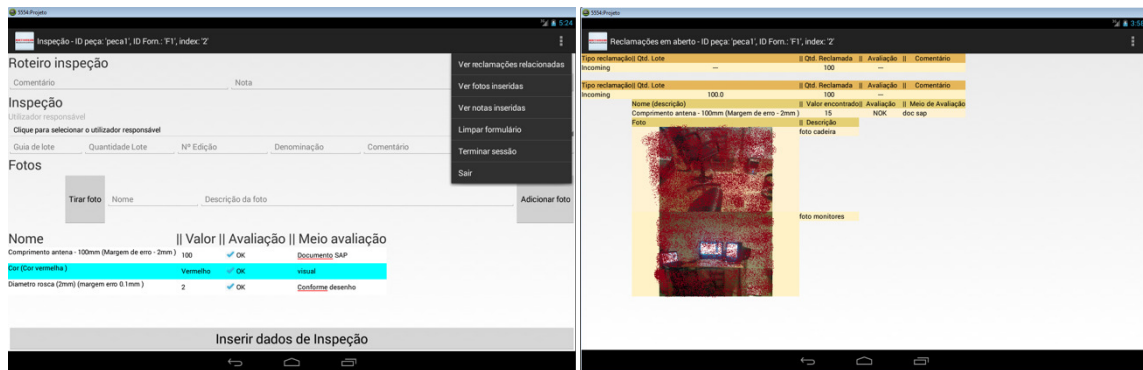 5554:Projeto
5:24
Inspeção - ID peça: 'peca1', ID Forn.: 'F1', index: '2'
Ver reclamações relacionadas
Ver fotos inseridas
Ver notas inseridas
Limpar formulário
Terminar sessão
Sair
Roteiro inspeção
Comentário Nota
Inspeção
Utilizador responsável
Clique para selecionar o utilizador responsável
Guia de lote Quantidade Lote Nº Edição Denominação Comentário
Fotos
Tirar foto Nome Descrição da foto Adicionar foto
Nome || Valor || Avaliação || Meio avaliação
Comprimento antena - 100mm (Margem de erro - 2mm ) 100 OK Documento SAP
Cor (Cor vermelha ) Vermelho OK visual
Diametro rosca (2mm) (margem erro 0.1mm ) 2 OK Conforme desenho
Inserir dados de Inspeção
5554:Projeto
3:58
Reclamações em aberto - ID peça: 'peca1', ID Forn.: 'F1', index: '2'
Tipo reclamação|| Qtd. Lote || Qtd. Reclamada || Avaliação || Comentário
Incoming --- 100 ---
Tipo reclamação|| Qtd. Lote || Qtd. Reclamada || Avaliação || Comentário
Incoming 100.0 100 ---
Nome (descrição) || Valor encontrado|| Avaliação || Meio de Avaliação
Comprimento antena - 100mm (Margem de erro - 2mm ) 15 NOK doc sap
Foto || Descrição
foto cadeira
foto monitores